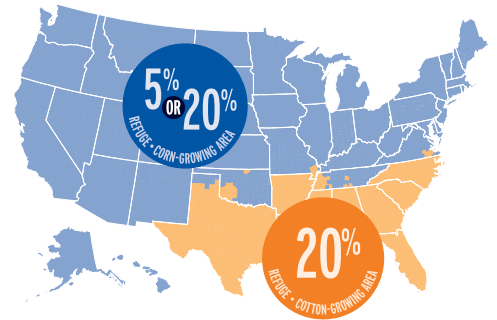 5% OR 20%
REFUGE • CORN-GROWING AREA
20%
REFUGE • COTTON-GROWING AREA